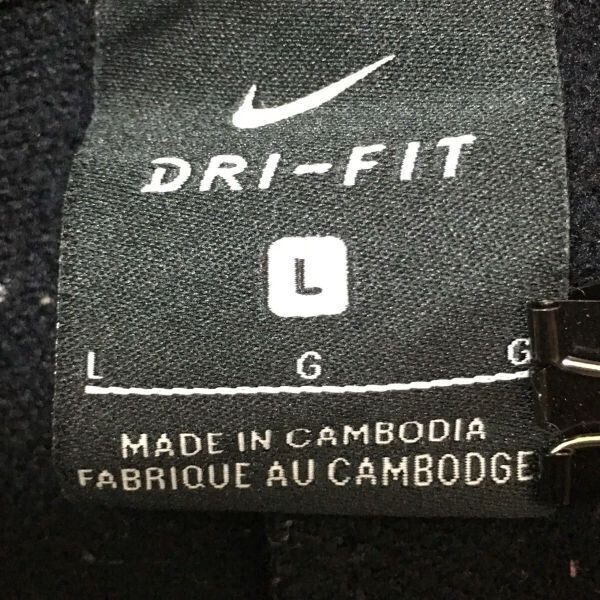 DRI-FIT
L
L G G
MADE IN CAMBODIA
FABRIQUE AU CAMBODGE